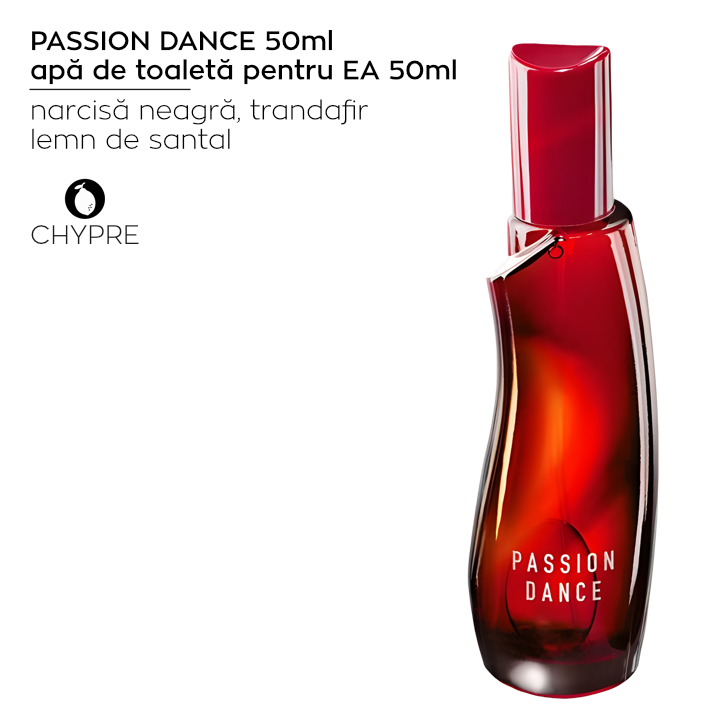 PASSION DANCE 50ml
apă de toaletă pentru EA 50ml
narcisă neagră, trandafir
lemn de santal
CHYPRE
PASSION
DANCE